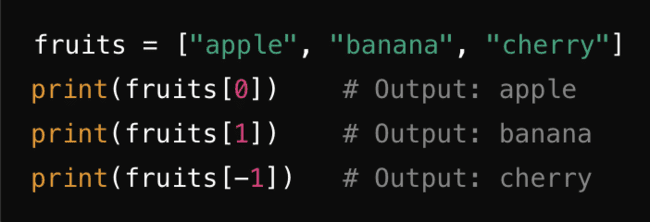 fruits = ["apple", "banana", "cherry"]
print(fruits[0])    # Output: apple
print(fruits[1])    # Output: banana
print(fruits[-1])   # Output: cherry